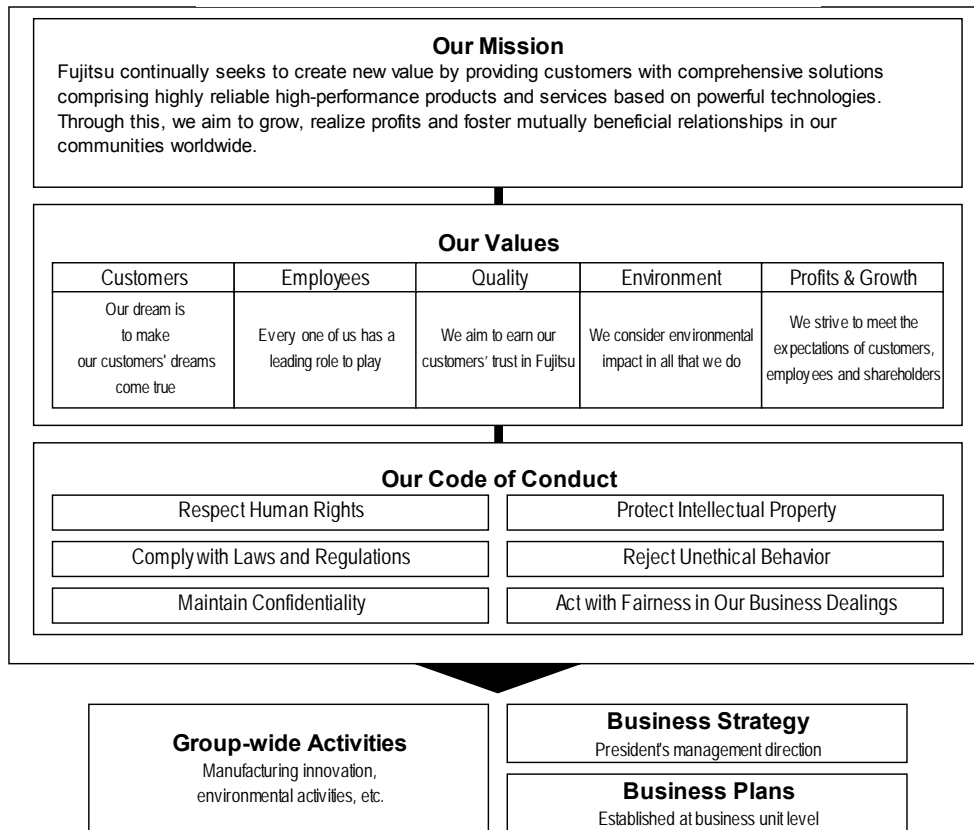 Our Mission
Fujitsu continually seeks to create new value by providing customers with comprehensive solutions
comprising highly reliable high-performance products and services based on powerful technologies.
Through this, we aim to grow, realize profits and foster mutually beneficial relationships in our
communities worldwide.
Our Values
Customers
Our dream is
to make
our customers' dreams
come true
Employees
Every one of us has a
leading role to play
Quality
We aim to earn our
customers' trust in Fujitsu
Environment
We consider environmental
impact in all that we do
Profits & Growth
We strive to meet the
expectations of customers,
employees and shareholders
Our Code of Conduct
Respect Human Rights
Protect Intellectual Property
Comply with Laws and Regulations
Reject Unethical Behavior
Maintain Confidentiality
Act with Fairness in Our Business Dealings
Group-wide Activities
Manufacturing innovation,
environmental activities, etc.
Business Strategy
President's management direction
Business Plans
Established at business unit level